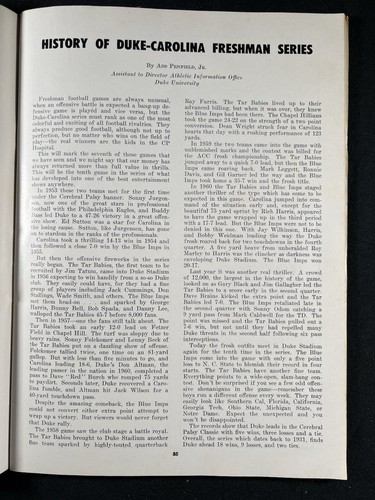 HISTORY OF DUKE-CAROLINA FRESHMAN SERIES
By ADD PENFIELD, JR.
Assistant to Director Athletic Information Office
Duke University
Freshman football games are always unusual,
when an offensive battle is expected a bang-up de-
fensive game is played and vice versa, but the
Duke-Carolina series must rank as one of the most
colorful and exciting of all football rivalries. They
always produce good football, although not up to
perfection, but no matter who wins on the field of
play—the real winners are the kids in the CP
Hospital.
This will mark the seventh of these games that
we have seen and we might say that our money has
always returned more than full value in thrills.
This will be the tenth game in the series of what
has developed into one of the best entertainment
shows anywhere.
In 1953 these two teams met for the first time
under the Cerebral Palsy banner. Sonny Jurgen-
son, now one of the great stars in professional
football with the Philadelphia Eagles, and Buddy
Bass led Duke to a 47-26 victory in a great offen-
sive show. Ed Sutton was a star for Carolina in
the losing cause. Sutton, like Jurgensen, has gone
on to stardom in the ranks of the professionals.
Carolina took a thrilling 14-13 win in 1954 and
then followed a close 7-0 win by the Blue Imps in
1955.
But then the offensive fireworks in the series
really began. The Tar Babies, the first team to be
recruited by Jim Tatum, came into Duke Stadium
in 1956 expecting to win handily from a so-so Duke
club. They easily could have, for they had a fine
group of players including Jack Cummings, Don
Stallings, Wade Smith, and others. The Blue Imps
not them head-on . . . and sparked by George
Harris, Bunny Bell, Bob Spada, and Danny Lee,
walloped the Tar Babies 45-7 before 8,000 fans.
Then in 1957—some fans still talk about it—the
Tar Babies took an early 12-0 lead on Fetzer
Field in Chapel Hill. The turf was sloppy due to
heavy rains. Sonny Folckomer and Lenny Beck of
the Tar Babies put on a dazzling show of offense.
Folckomer tallied twice, one time on an 81-yard
gallop. But with less than five minutes to go, and
Carolina leading 18-6, Duke's Don Altman, the
leading passer in the nation in 1960, completed a
pass to Dave "Red" Burch that clipped 75 yards
to paydirt. Seconds later, Duke recovered a Caro-
lina fumble, and Altman hit Jack Wilson for a
40-yard touchdown pass.
Despite the amazing comeback, the Blue Imps
could not convert either extra point attempt to
wrap up a victory. But viewers would never forget
that Duke rally.
The 1958 game saw the club stage a battle royal.
The Tar Babies brought to Duke Stadium another
fine team sparked by highly-touted quarterback
Ray Farris. The Tar Babies lived up to their
advanced billing, but when it was over, they knew
the Blue Imps had been there. The Chapel Hillians
took the game 24-22 on the strength of a two point
conversion. Dean Wright struck fear in Carolina
hearts that day with a rushing performance of 123
yards.
In 1959 the two teams came into the game with
unblemished marks and the contest was billed for
the ACC frosh championship. The Tar Babies
jumped away to a quick 7-0 lead, but then the Blue
Imps came roaring back. Mark Leggett, Ronnie
Davis, and Gil Garner led the way and the Blue
Imps took home a 35-7 win and the frosh title.
In 1960 the Tar Babies and Blue Imps staged
another thriller of the type which has come to be
expected in every game. Carolina jumped into com-
mand of the situation early and, except for the
beautiful 75 yard sprint by Rich Harris, appeared
to have the game wrapped up in the third period
with a 17-7 lead. But the Blue Imps were not to be
denied in this one. With Jay Wilkinson, Harris,
and Bobby Weidman leading the way the Duke
frosh roared back for two touchdowns in the fourth
quarter. A five yard heave from unheralded Ray
Morley to Harris was the clincher as darkness was
enveloping Duke Stadium. The Blue Imps won
20-17.
Last year it was another real thriller. A crowd
of 12,000, the largest in the history of the game,
looked on as Gary Black and Jim Gallagher led the
Tar Babies to a score early in the second quarter.
Dave Braine kicked the extra point and the Tar
Babies led 7-0. The Blue Imps retaliated late in
the second quarter with Sonny Odom catching a
9 yard pass from Mark Caldwell for the TD. The
point was missed and the Tar Babies pulled out a
7-6 win, but not until they had repelled many
Duke threats in the second half following six pass
interceptions.
Today the frosh outfits meet in Duke Stadium
again for the tenth time in the series. The Blue
Imps come into the game with only a five point
loss to N. C. State to blemish their record in four
starts. The Tar Babies have another fine team.
Everything points to a wide-open, slam-bang con-
test. Don't be surprised if you see a few odd offen-
sive shenanigans in the game—remember these
boys run a different offense every week. They may
easily look like Southern Cal, Florida, California,
Georgia Tech, Ohio State, Michigan State, or
Notre Dame. Expect the unexpected and you
won't be disappointed.
The records show that Duke leads in the Cerebral
Palsy Classic with five wins, three losses and a tie.
Overall, the series which dates back to 1931, finds
Duke ahead 18 wins, 9 losses, and two ties.